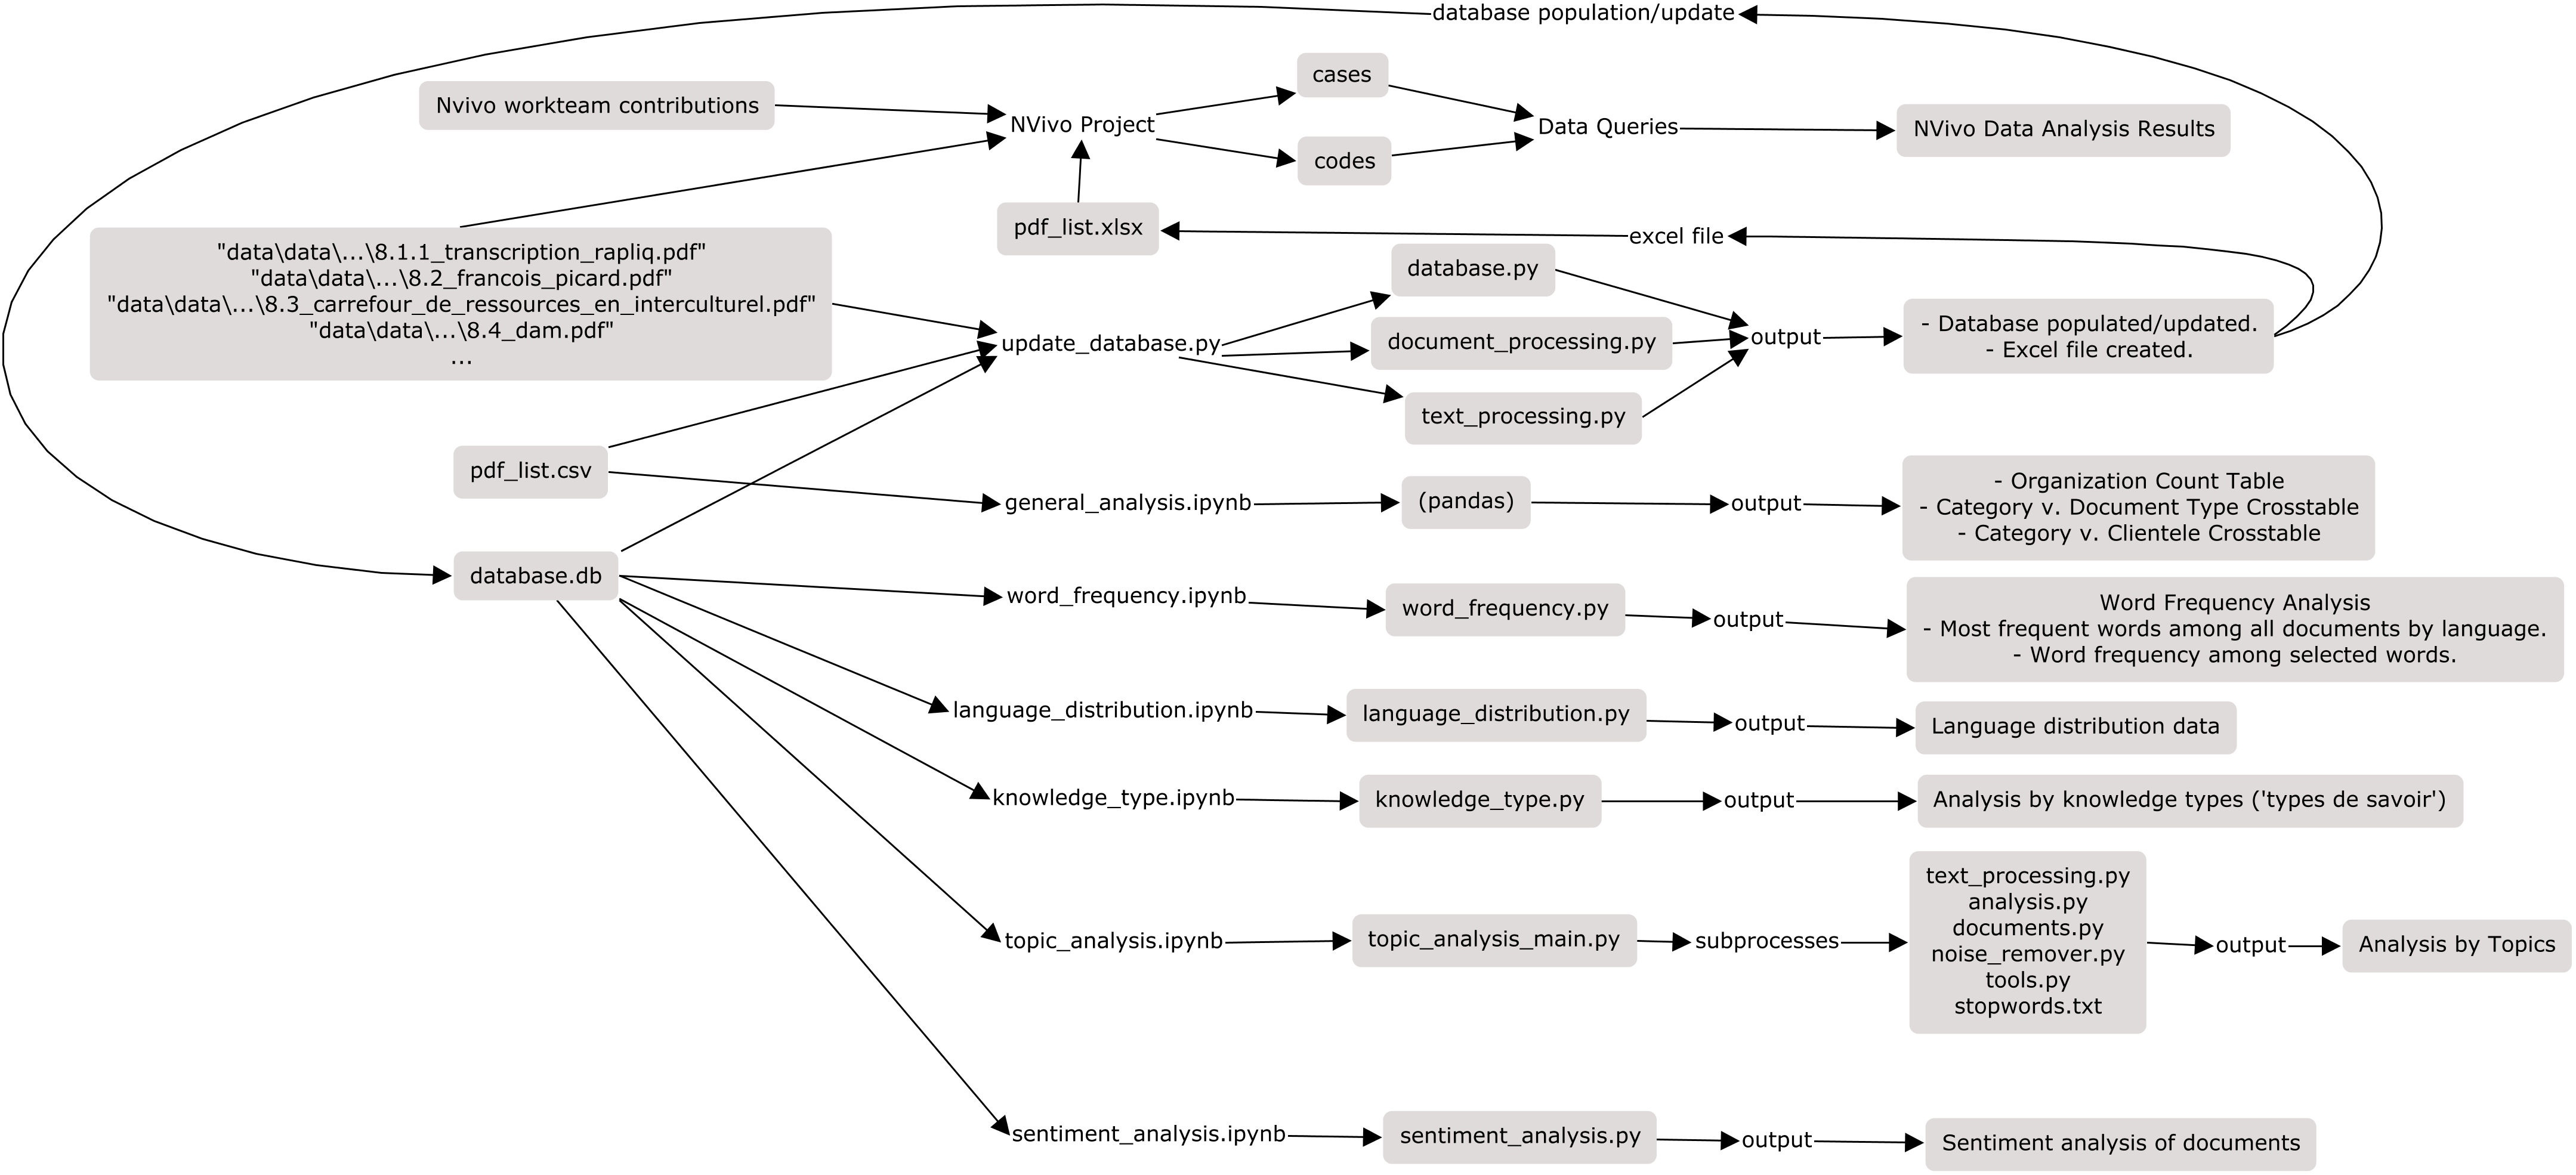 database population/update
cases
Nvivo workteam contributions
NVivo Project
Data Queries
NVivo Data Analysis Results
codes
pdf_list.xlsx
excel file
"data\data\...\8.1.1_transcription_rapliq.pdf"
"data\data\...\8.2_francois_picard.pdf"
"data\data\...\8.3_carrefour_de_ressources_en_interculturel.pdf"
"data\data\...\8.4_dam.pdf"
...
update_database.py
database.py
document_processing.py
text_processing.py
output
- Database populated/updated.
- Excel file created.
pdf_list.csv
general_analysis.ipynb
(pandas)
output
- Organization Count Table
- Category v. Document Type Crosstable
- Category v. Clientele Crosstable
database.db
word_frequency.ipynb
word_frequency.py
output
Word Frequency Analysis
- Most frequent words among all documents by language.
- Word frequency among selected words.
language_distribution.ipynb
language_distribution.py
output
Language distribution data
knowledge_type.ipynb
knowledge_type.py
output
Analysis by knowledge types ('types de savoir')
topic_analysis.ipynb
topic_analysis_main.py
subprocesses
text_processing.py
analysis.py
documents.py
noise_remover.py
tools.py
stopwords.txt
output
Analysis by Topics
sentiment_analysis.ipynb
sentiment_analysis.py
output
Sentiment analysis of documents